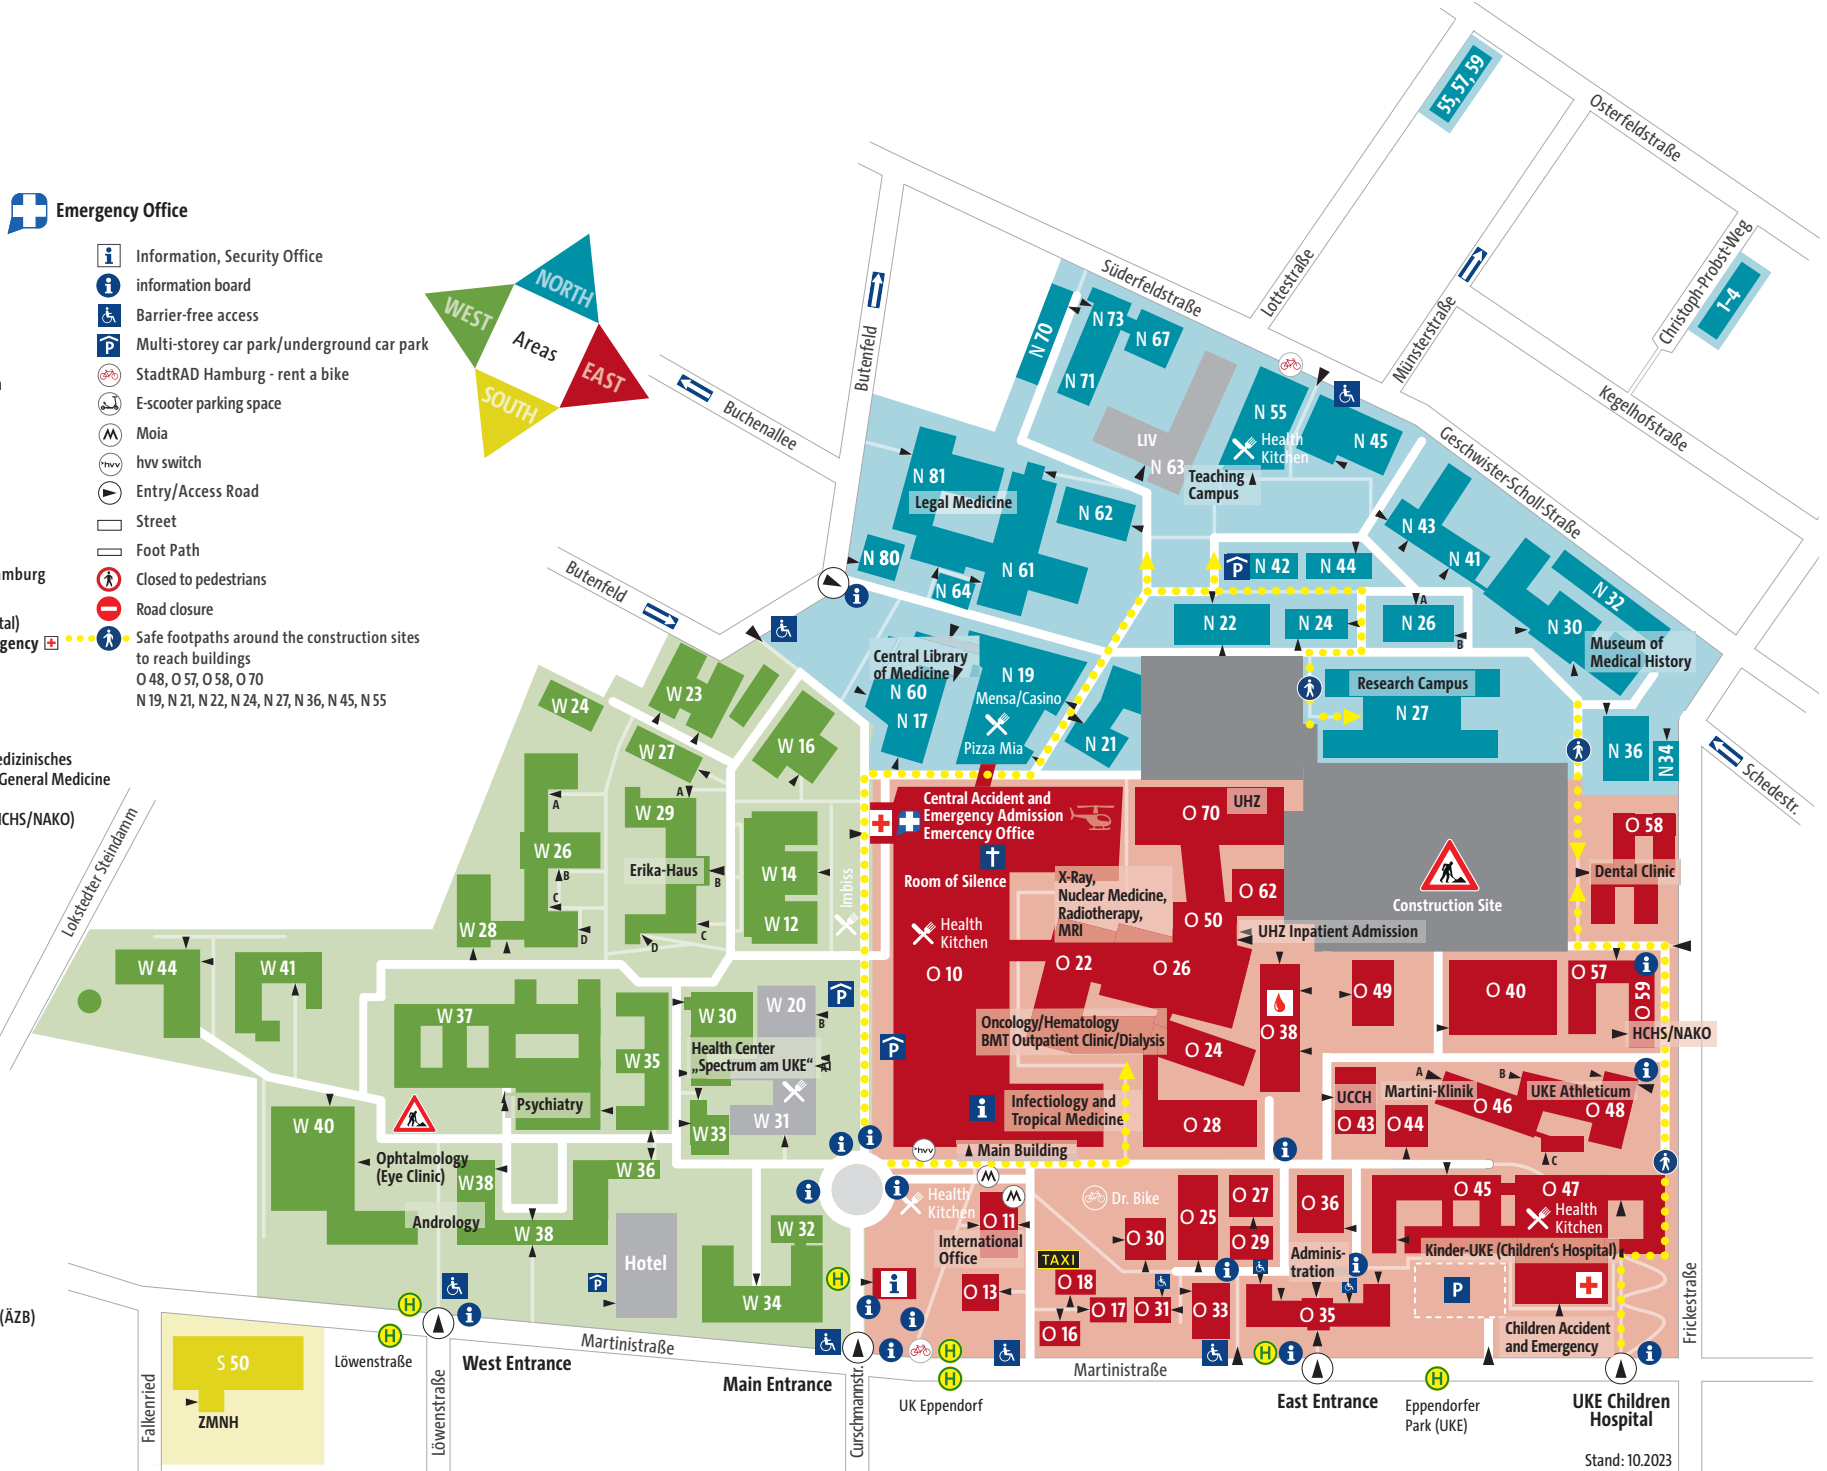 Emergency Office
Information, Security Office
information board
Barrier-free access
Multi-storey car park/underground car park
StadtRAD Hamburg - rent a bike
E-scooter parking space
Moia
hvv switch
Entry/Access Road
Street
Foot Path
Closed to pedestrians
Road closure
Safe footpaths around the construction sites
to reach buildings
O 48, O 57, O 58, O 70
N 19, N 21, N 22, N 24, N 27, N 36, N 45, N 55
NORTH
WEST
Areas
EAST
SOUTH
amburg
tal)
gency
edizinisches
General Medicine
HCHS/NAKO)
(ÄZB)
55, 57, 59
Osterfeldstraße
Christoph-Probst-Weg
1–4
Kegelhofstraße
Lottestraße
Münsterstraße
Süderfeldstraße
Geschwister-Scholl-Straße
Butenfeld
Buchenallee
Butenfeld
Schedestr.
Lokstedter Steindamm
Frickestraße
N 70
N 73
N 67
N 71
LIV
N 63
N 55
Health
Kitchen
N 45
Teaching
Campus
N 81
Legal Medicine
N 62
N 43
N 41
N 80
N 61
N 64
P
N 42
N 44
N 32
N 22
N 24
N 26
A
B
N 30
Museum of
Medical History
Central Library
of Medicine
N 60
N 17
N 19
Mensa/Casino
Pizza Mia
N 21
Research Campus
N 27
N 36
N 34
W 24
W 23
W 27
W 16
W 29
A
B
C
D
Erika-Haus
W 26
A
B
C
D
W 28
W 14
W 12
Imbiss
W 44
W 41
W 37
W 35
W 30
W 20
B
A
Health Center
„Spectrum am UKE“
W 31
W33
Psychiatry
W 40
Ophtalmology
(Eye Clinic)
W38
Andrology
W 38
W 36
Hotel
W 32
W 34
Central Accident and
Emergency Admission
Emercency Office
Room of Silence
Health
Kitchen
O 10
X-Ray,
Nuclear Medicine,
Radiotherapy,
MRI
O 70
UHZ
O 62
O 50
UHZ Inpatient Admission
O 22
O 26
Oncology/Hematology
BMT Outpatient Clinic/Dialysis
O 24
O 38
O 28
Infectiology and
Tropical Medicine
Main Building
hvv
Construction Site
O 58
Dental Clinic
O 49
O 40
O 57
O 59
HCHS/NAKO
UCCH
O 43
Martini-Klinik
A
B
C
O 44
O 46
UKE Athleticum
O 48
O 45
O 47
Health
Kitchen
Kinder-UKE (Children's Hospital)
P
Children Accident
and Emergency
Health
Kitchen
O 11
International
Office
O 13
Dr. Bike
TAXI
O 18
O 17
O 16
O 30
O 25
O 27
O 29
O 31
O 33
O 36
Adminis-
tration
O 35
H
S 50
ZMNH
Falkenried
Löwenstraße
Löwenstraße
West Entrance
Martinistraße
Main Entrance
Curschmannstr.
UK Eppendorf
Martinistraße
East Entrance
Eppendorfer
Park (UKE)
UKE Children
Hospital
Stand: 10.2023